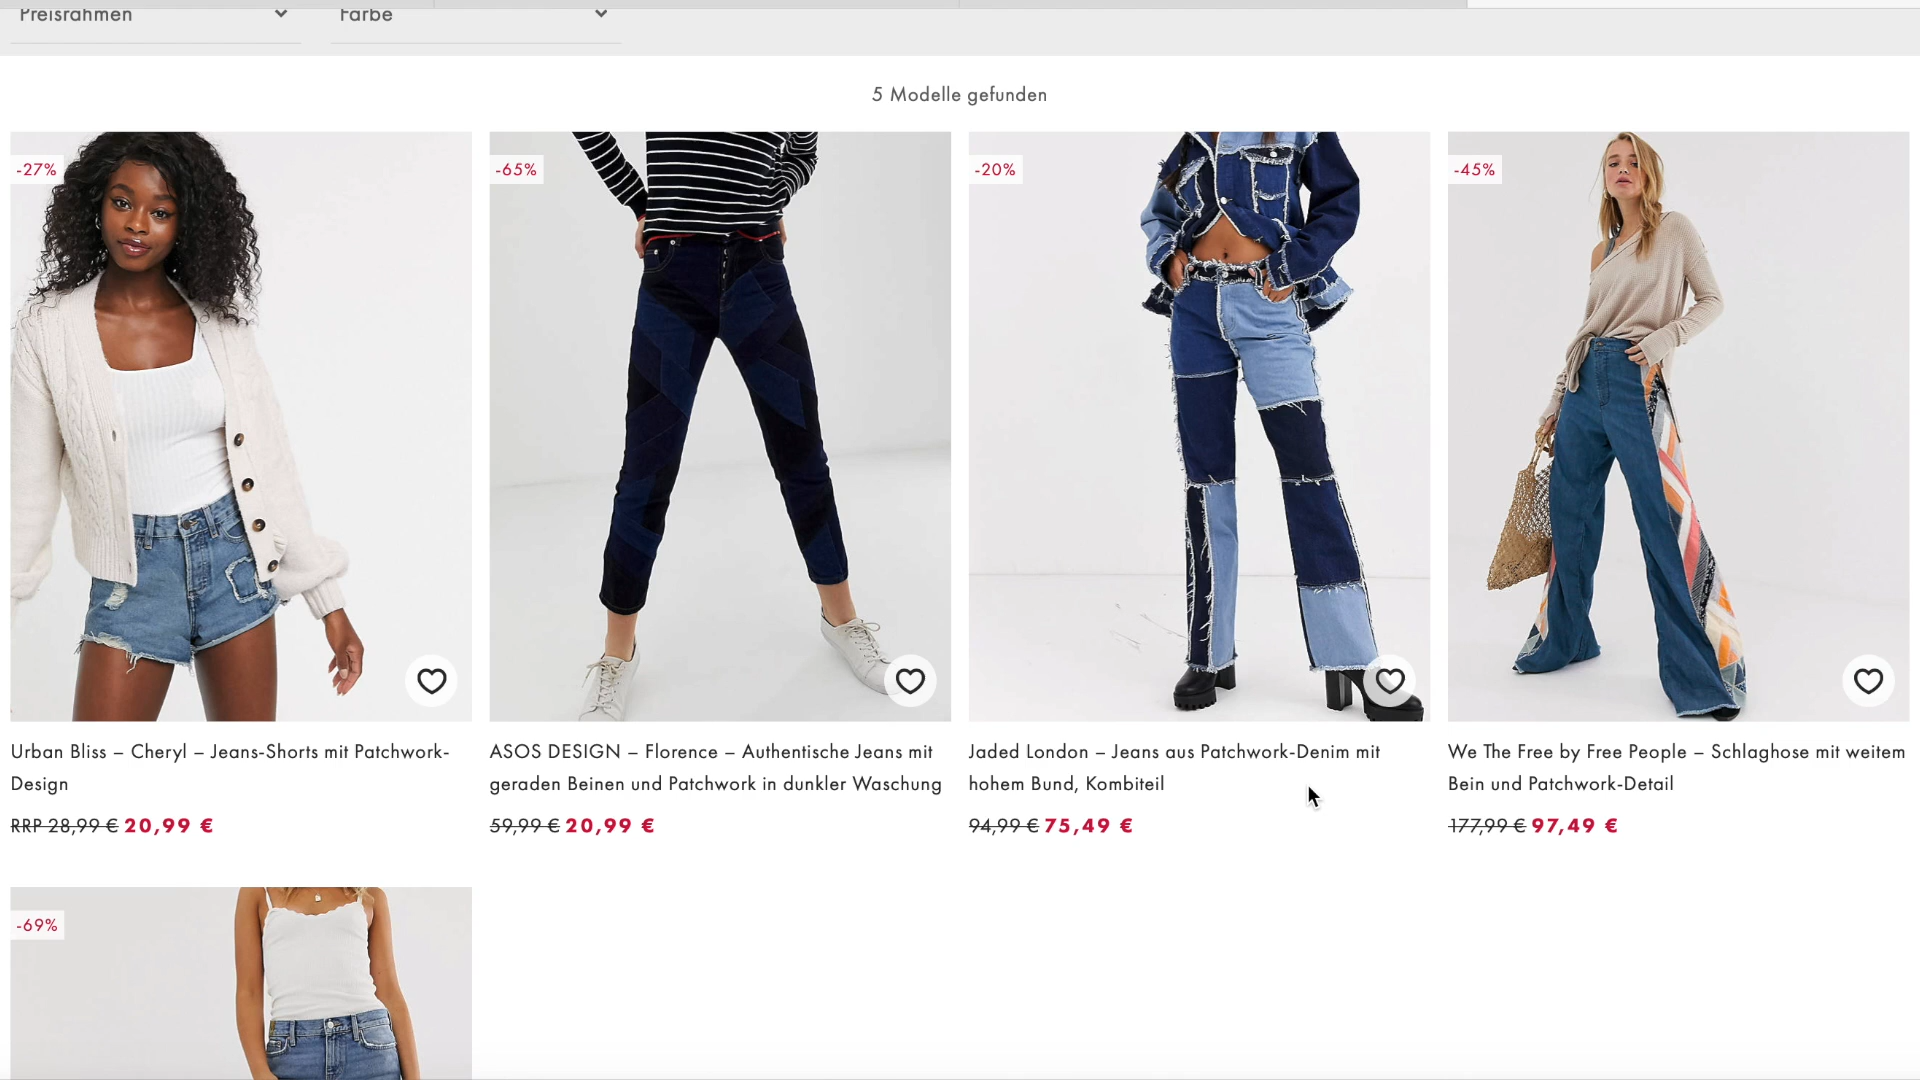 Preisrahmen
Farbe
5 Modelle gefunden
-27%
-65%
-20%
-45%
Urban Bliss – Cheryl – Jeans-Shorts mit Patchwork-
Design
RRP 28,99 € 20,99 €
ASOS DESIGN – Florence – Authentische Jeans mit
geraden Beinen und Patchwork in dunkler Waschung
59,99 € 20,99 €
Jaded London – Jeans aus Patchwork-Denim mit
hohem Bund, Kombiteil
94,99 € 75,49 €
We The Free by Free People – Schlaghose mit weitem
Bein und Patchwork-Detail
177,99 € 97,49 €
-69%